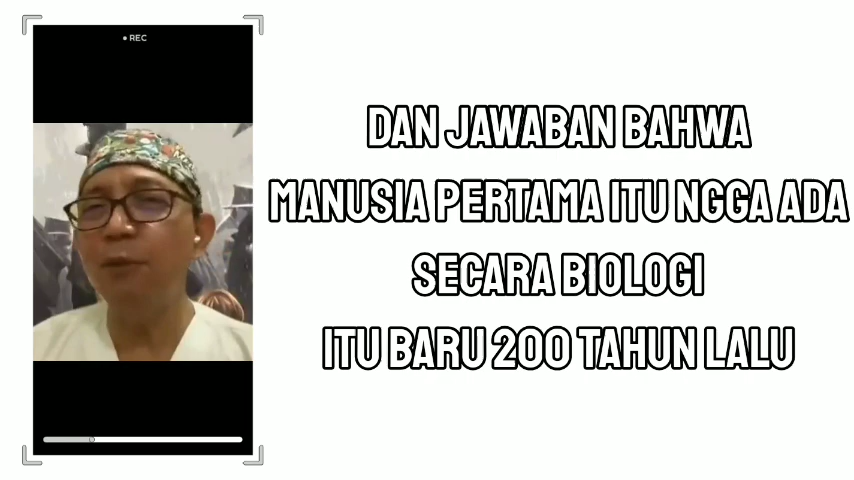 • REC
DAN JAWABAN BAHWA
MANUSIA PERTAMA ITU NGGA ADA
SECARA BIOLOGI
ITU BARU 200 TAHUN LALU